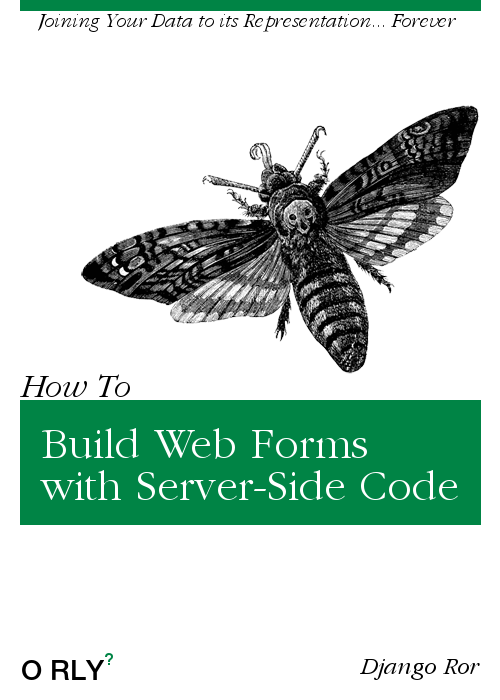 Joining Your Data to its Representation... Forever
How To
Build Web Forms
with Server-Side Code
O RLY?
Django Ror